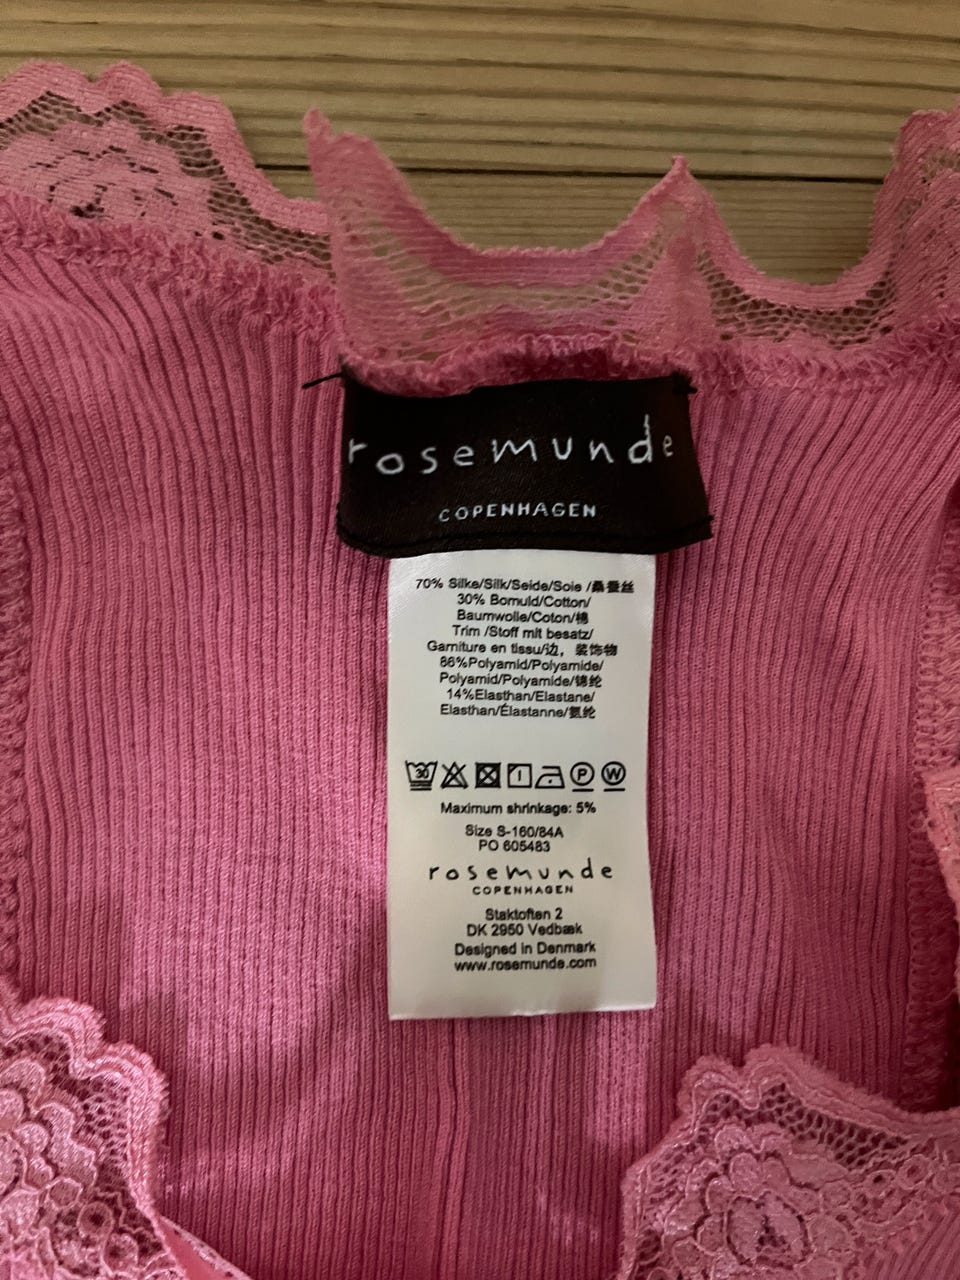 rosemunde
COPENHAGEN
70% Silke/Silk/Seide/Soie /桑蚕丝
30% Bomuld/Cotton/
Baumwolle/Coton/棉
Trim /Stoff mit besatz/
Garniture en tissu/边，装饰物
86%Polyamid/Polyamide/
Polyamid/Polyamide/锦纶
14%Elasthan/Elastane/
Elasthan/Élastanne/氨纶
30 P W
Maximum shrinkage: 5%
Size S-160/84A
PO 605483
rosemunde
COPENHAGEN
Staktoften 2
DK 2950 Vedbæk
Designed in Denmark
www.rosemunde.com